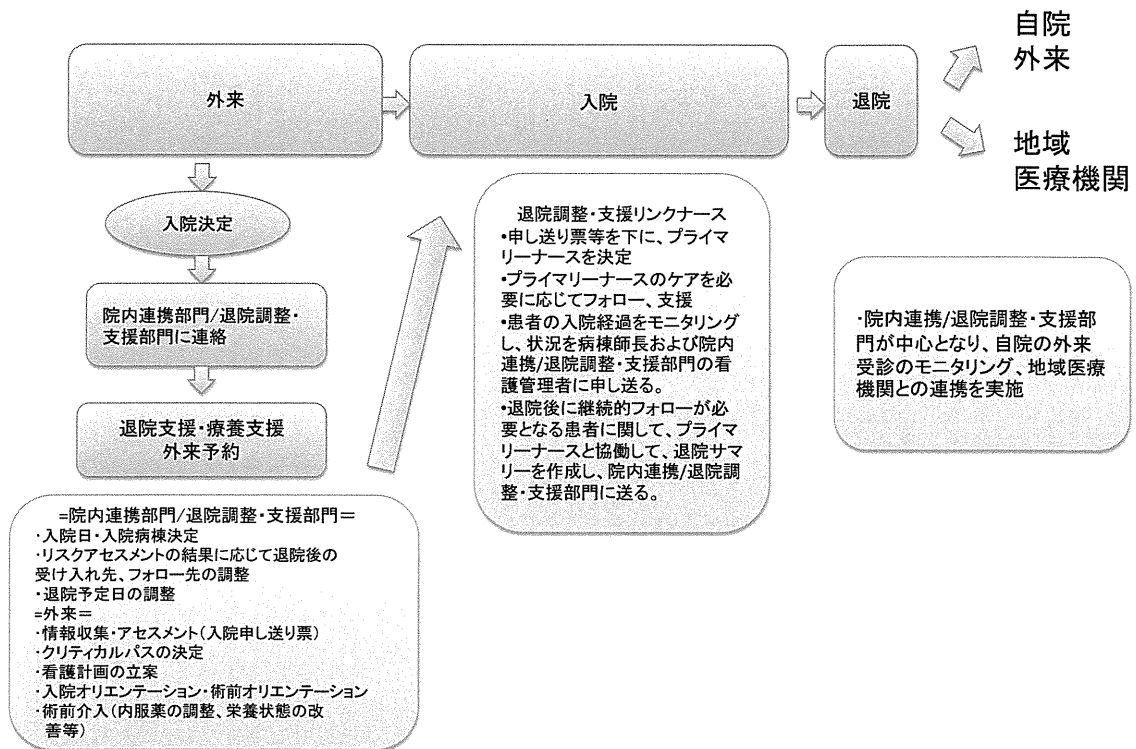 外来
入院
退院
自院
外来
地域
医療機関
入院決定
院内連携部門/退院調整・
支援部門に連絡
退院支援・療養支援
外来予約
=院内連携部門/退院調整・支援部門=
・入院日・入院病棟決定
・リスクアセスメントの結果に応じて退院後の
受け入れ先、フォロー先の調整
・退院予定日の調整
=外来=
・情報収集・アセスメント(入院申し送り票)
・クリティカルパスの決定
・看護計画の立案
・入院オリエンテーション・術前オリエンテーション
・術前介入(内服薬の調整、栄養状態の改
善等)
退院調整・支援リンクナース
•申し送り票等を下に、プライマ
リーナースを決定
•プライマリーナースのケアを必
要に応じてフォロー、支援
•患者の入院経過をモニタリング
し、状況を病棟師長および院内
連携/退院調整・支援部門の看
護管理者に申し送る。
•退院後に継続的フォローが必
要となる患者に関して、プライマ
リーナースと協働して、退院サマ
リーを作成し、院内連携/退院調
整・支援部門に送る。
・院内連携/退院調整・支援部
門が中心となり、自院の外来
受診のモニタリング、地域医療
機関との連携を実施